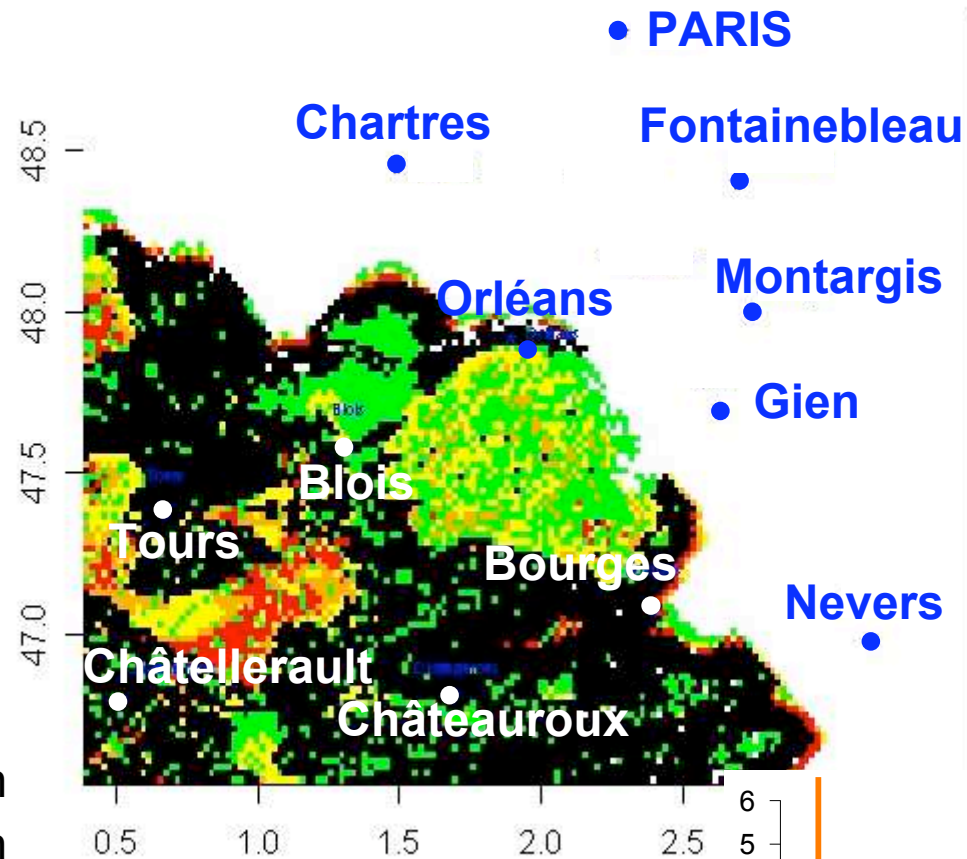 PARIS
Chartres
Fontainebleau
48.5
Montargis
Orléans
48.0
Gien
Blois
47.5
Blois
Tours
Bourges
Nevers
47.0
Châtellerault
Châteauroux
6
5
0.5 1.0 1.5 2.0 2.5